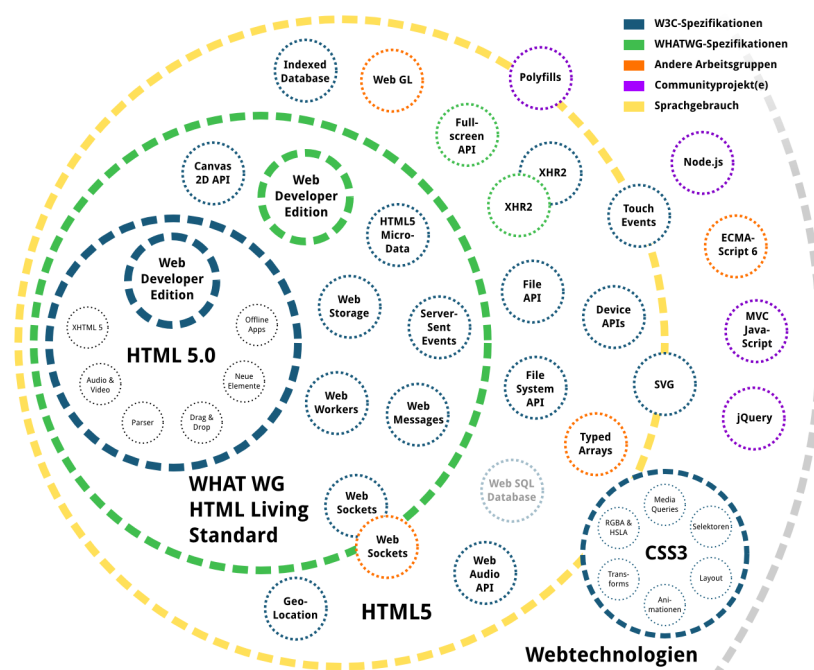 W3C-Spezifikationen
WHATWG-Spezifikationen
Andere Arbeitsgruppen
Communityprojekt(e)
Sprachgebrauch
Indexed
Database
Web GL
Polyfills
Full-
screen
API
Node.js
Canvas
2D API
Web
Developer
Edition
XHR2
XHR2
Touch
Events
HTML5
Micro-
Data
ECMA-
Script 6
Web
Developer
Edition
File
API
Web
Storage
Server-
Sent
Events
Device
APIs
MVC
Java-
Script
XHTML 5
Offline
Apps
HTML 5.0
Audio &
Video
Neue
Elemente
Parser
Drag &
Drop
Web
Workers
Web
Messages
File
System
API
SVG
jQuery
Typed
Arrays
WHAT WG
HTML Living
Standard
Web
Sockets
Web
Sockets
Web SQL
Database
Media
Queries
RGBA &
HSLA
Selektoren
CSS3
Trans-
forms
Layout
Ani-
mationen
Web
Audio
API
Geo-
Location
HTML5
Webtechnologien